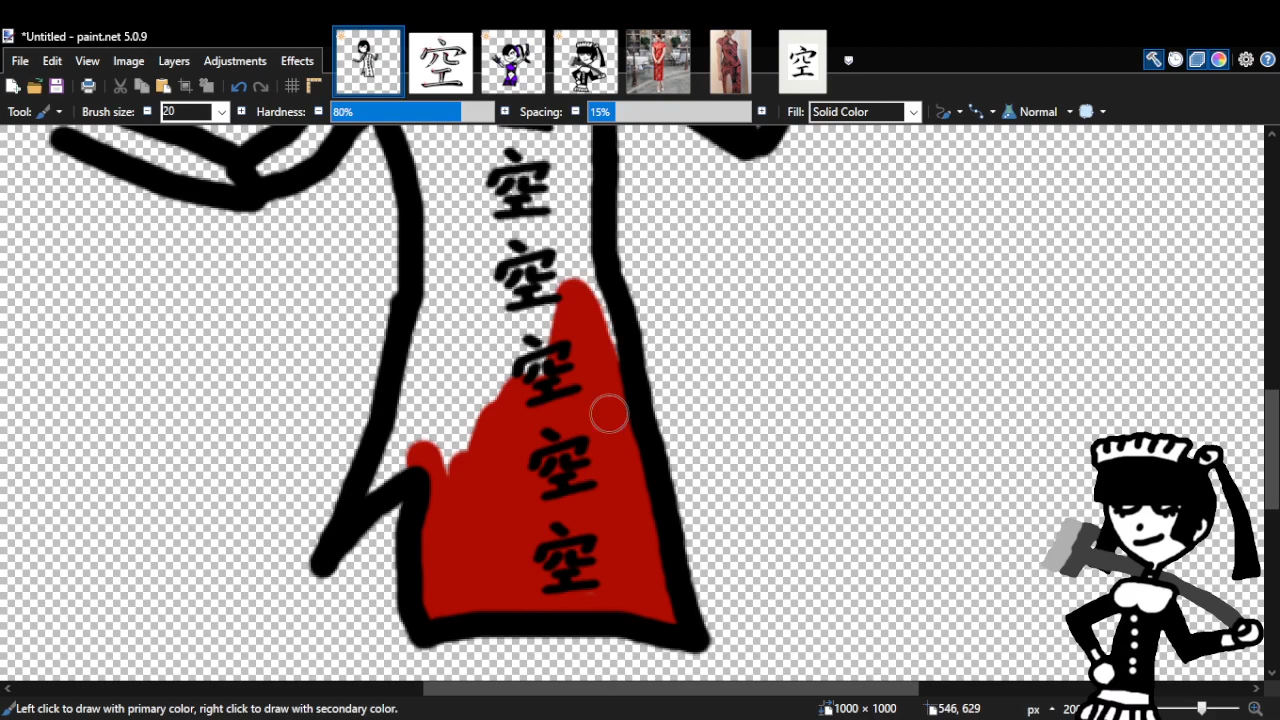 *Untitled - paint.net 5.0.9
File Edit View Image Layers Adjustments Effects
空
空
Tool: Brush size: 20 Hardness: 80% Spacing: 15% Fill: Solid Color Normal
空
空
空
空
空
Left click to draw with primary color, right click to draw with secondary color. 1000 × 1000 546, 629 px